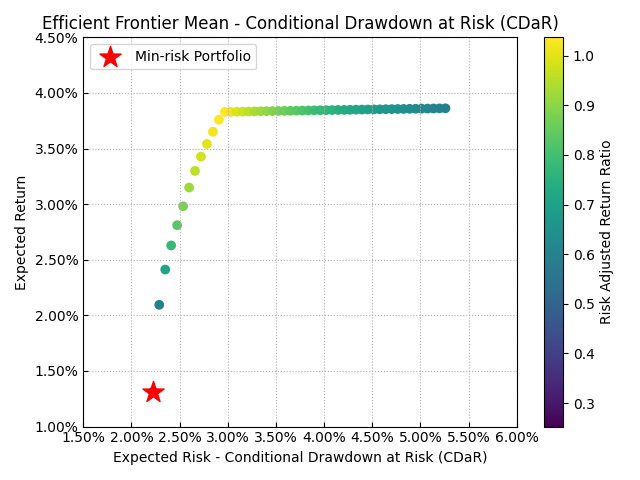 Efficient Frontier Mean - Conditional Drawdown at Risk (CDaR)
Min-risk Portfolio
4.50%
4.00%
3.50%
3.00%
2.50%
2.00%
1.50%
1.00%
Expected Return
1.50% 2.00% 2.50% 3.00% 3.50% 4.00% 4.50% 5.00% 5.50% 6.00%
Expected Risk - Conditional Drawdown at Risk (CDaR)
1.0
0.9
0.8
0.7
0.6
0.5
0.4
0.3
Risk Adjusted Return Ratio